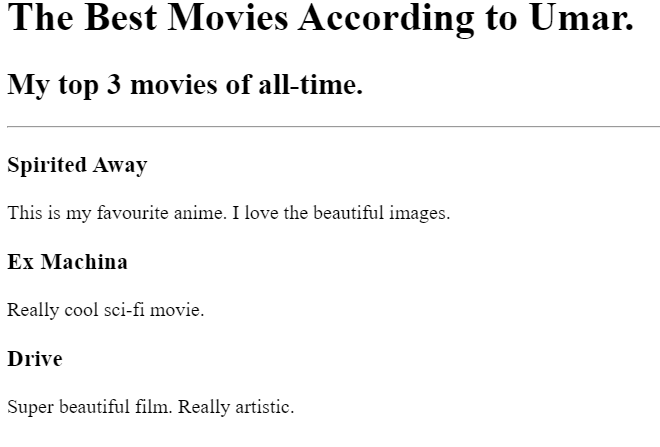 The Best Movies According to Umar.
My top 3 movies of all-time.
Spirited Away
This is my favourite anime. I love the beautiful images.
Ex Machina
Really cool sci-fi movie.
Drive
Super beautiful film. Really artistic.